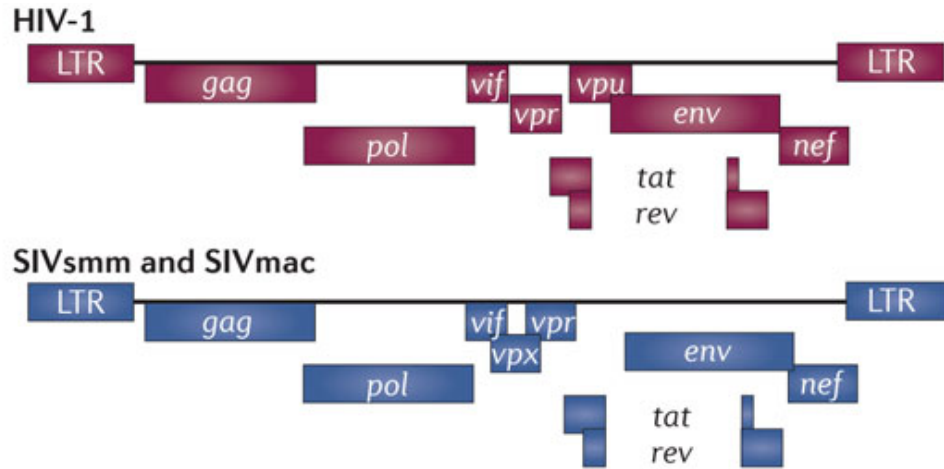 HIV-1
LTR LTR
gag vif vpu
vpr env
pol nef
tat
rev
SIVsmm and SIVmac
LTR LTR
gag vif vpr
vpx env
pol nef
tat
rev